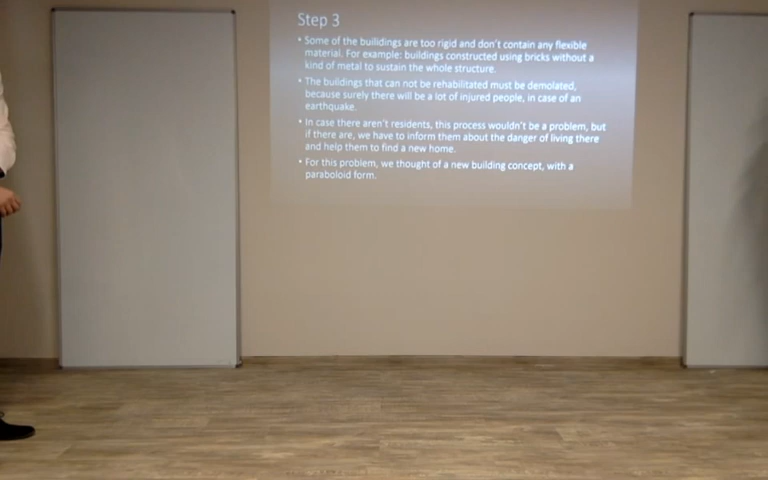 Step 3
• Some of the buildings are too rigid and don't contain any flexible
material. For example: buildings constructed using bricks without a
kind of metal to sustain the whole structure.
• The buildings that can not be rehabilitated must be demolated,
because surely there will be a lot of injured people, in case of an
earthquake.
• In case there aren't residents, this process wouldn't be a problem, but
if there are, we have to inform them about the danger of living there
and help them to find a new home.
• For this problem, we thought of a new building concept, with a
paraboloid form.